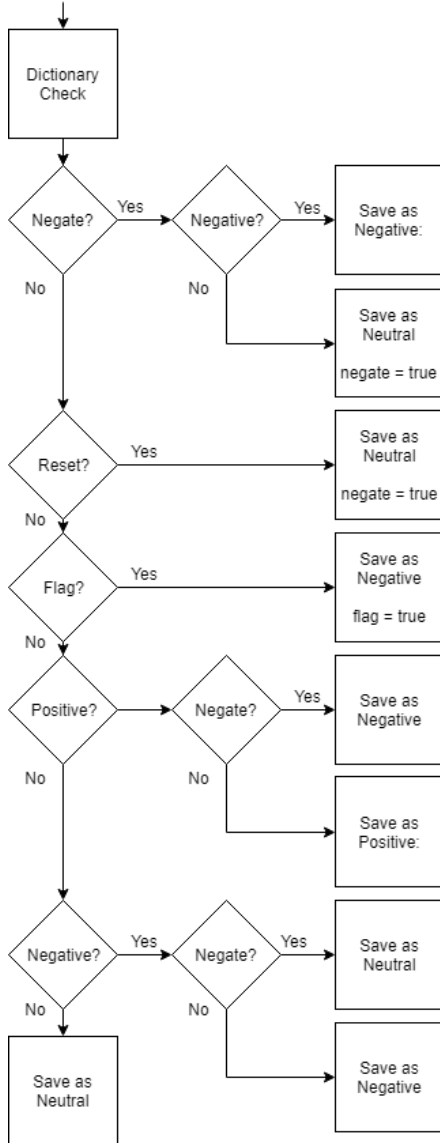 Dictionary
Check
Negate?
Yes
Negative?
Yes
Save as
Negative:
No
No
Save as
Neutral
negate = true
Reset?
Yes
Save as
Neutral
negate = true
No
Flag?
Yes
Save as
Negative
flag = true
No
Positive?
Negate?
Yes
Save as
Negative
No
No
Save as
Positive:
Negative?
Yes
Negate?
Yes
Save as
Neutral
No
No
Save as
Neutral
Save as
Negative